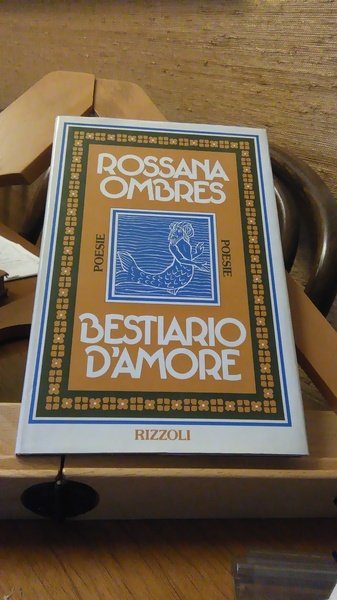 ROSSANA
OMBRES
POESIE
POESIE
BESTIARIO
D'AMORE
RIZZOLI